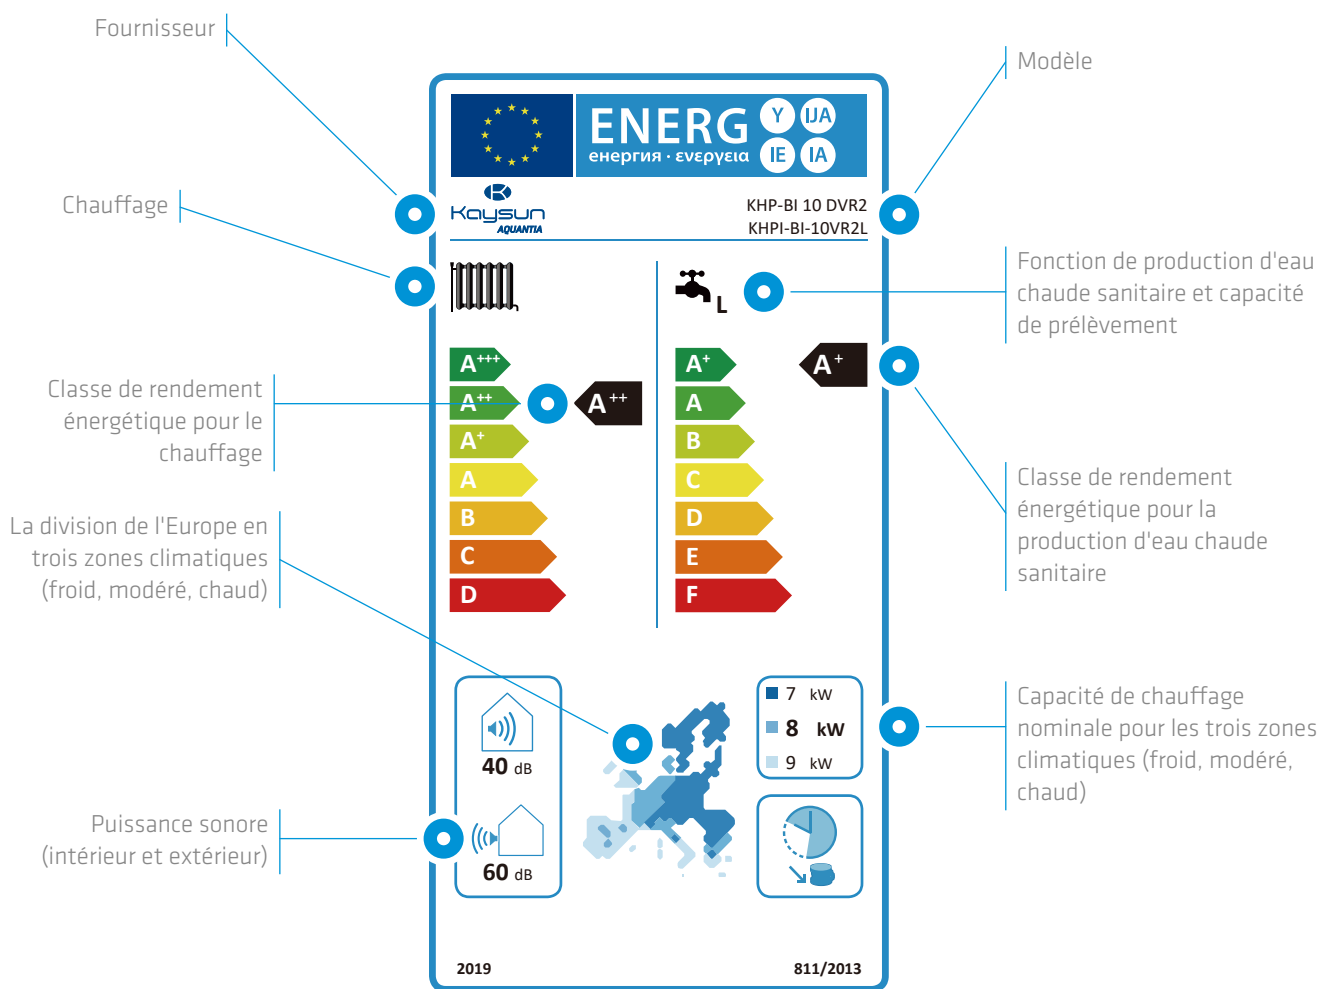 Fournisseur
Modèle
ENERG
Y
IJA
IE
IA
енергия · ενεργεια
Chauffage
Kaysun
AQUANTIA
KHP-BI 10 DVR2
KHPI-BI-10VR2L
Fonction de production d'eau
chaude sanitaire et capacité
de prélèvement
L
Classe de rendement
énergétique pour le
chauffage
A+++
A++
A+
A
B
C
D
A++
A+
A
B
C
D
E
F
A+
Classe de rendement
énergétique pour la
production d'eau chaude
sanitaire
La division de l'Europe en
trois zones climatiques
(froid, modéré, chaud)
40 dB
60 dB
7 kW
8 kW
9 kW
Capacité de chauffage
nominale pour les trois zones
climatiques (froid, modéré,
chaud)
Puissance sonore
(intérieur et extérieur)
2019
811/2013